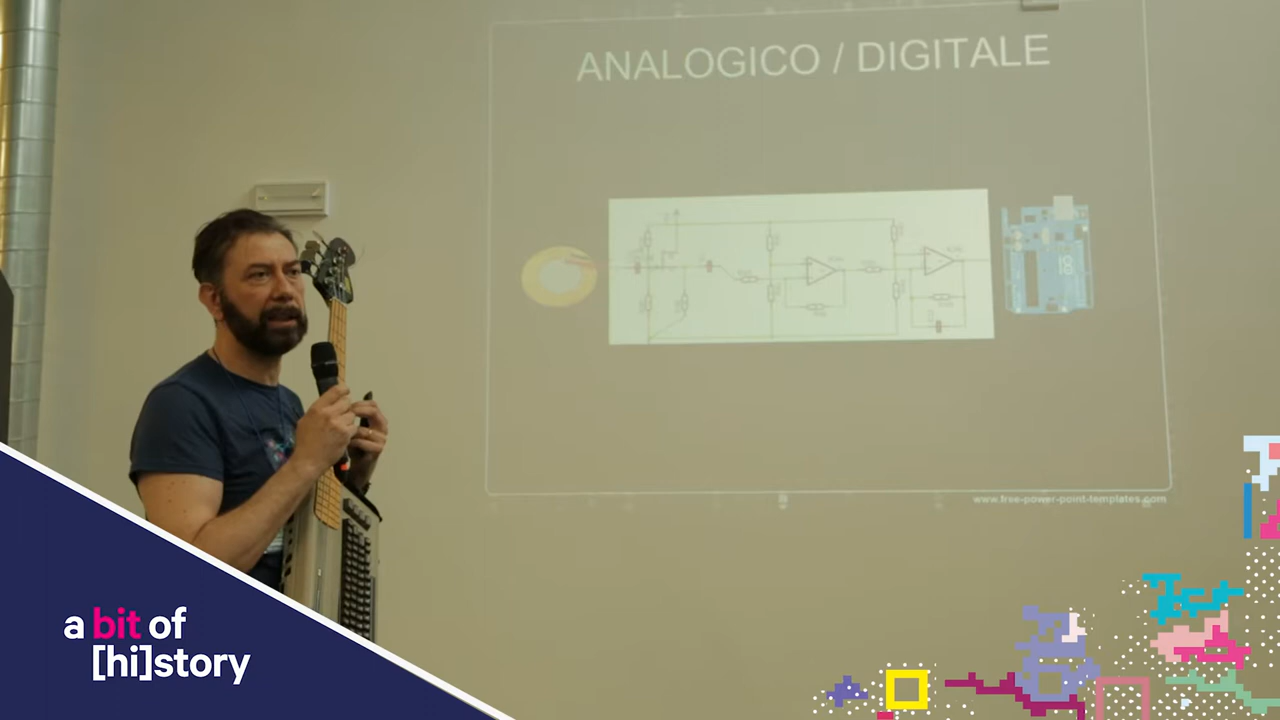 ANALOGICO / DIGITALE
www.free-power-point-templates.com
a bit of
[hi]story